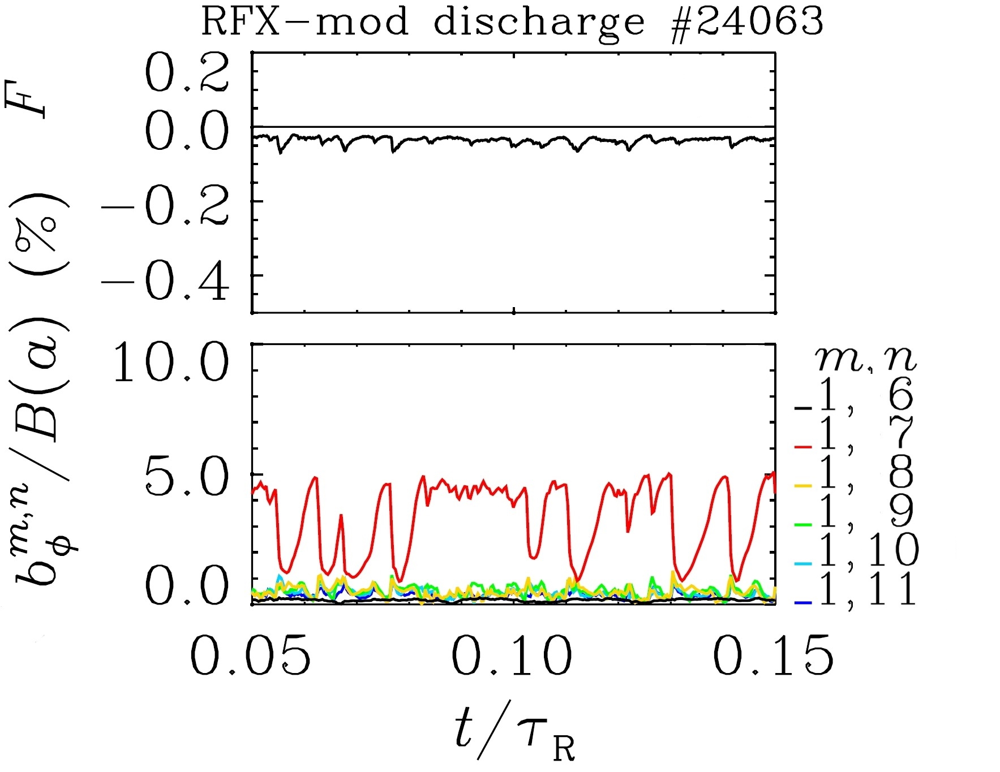 RFX-mod discharge #24063
F
0.2
0.0
-0.2
-0.4
b_ϕ^{m,n}/B(a) (%)
10.0
5.0
0.0
m,n
1, 6
1, 7
1, 8
1, 9
1,10
1,11
0.05 0.10 0.15
t/τ_R